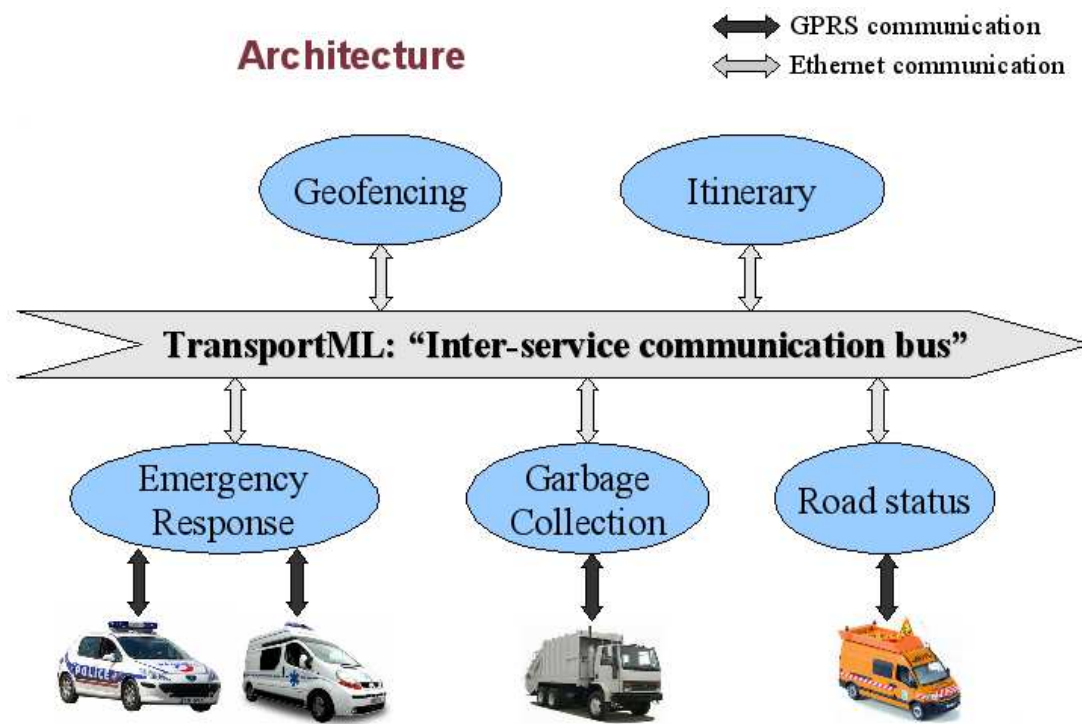 Architecture
GPRS communication
Ethernet communication
Geofencing
Itinerary
TransportML: “Inter-service communication bus”
Emergency
Response
Garbage
Collection
Road status
POLICE